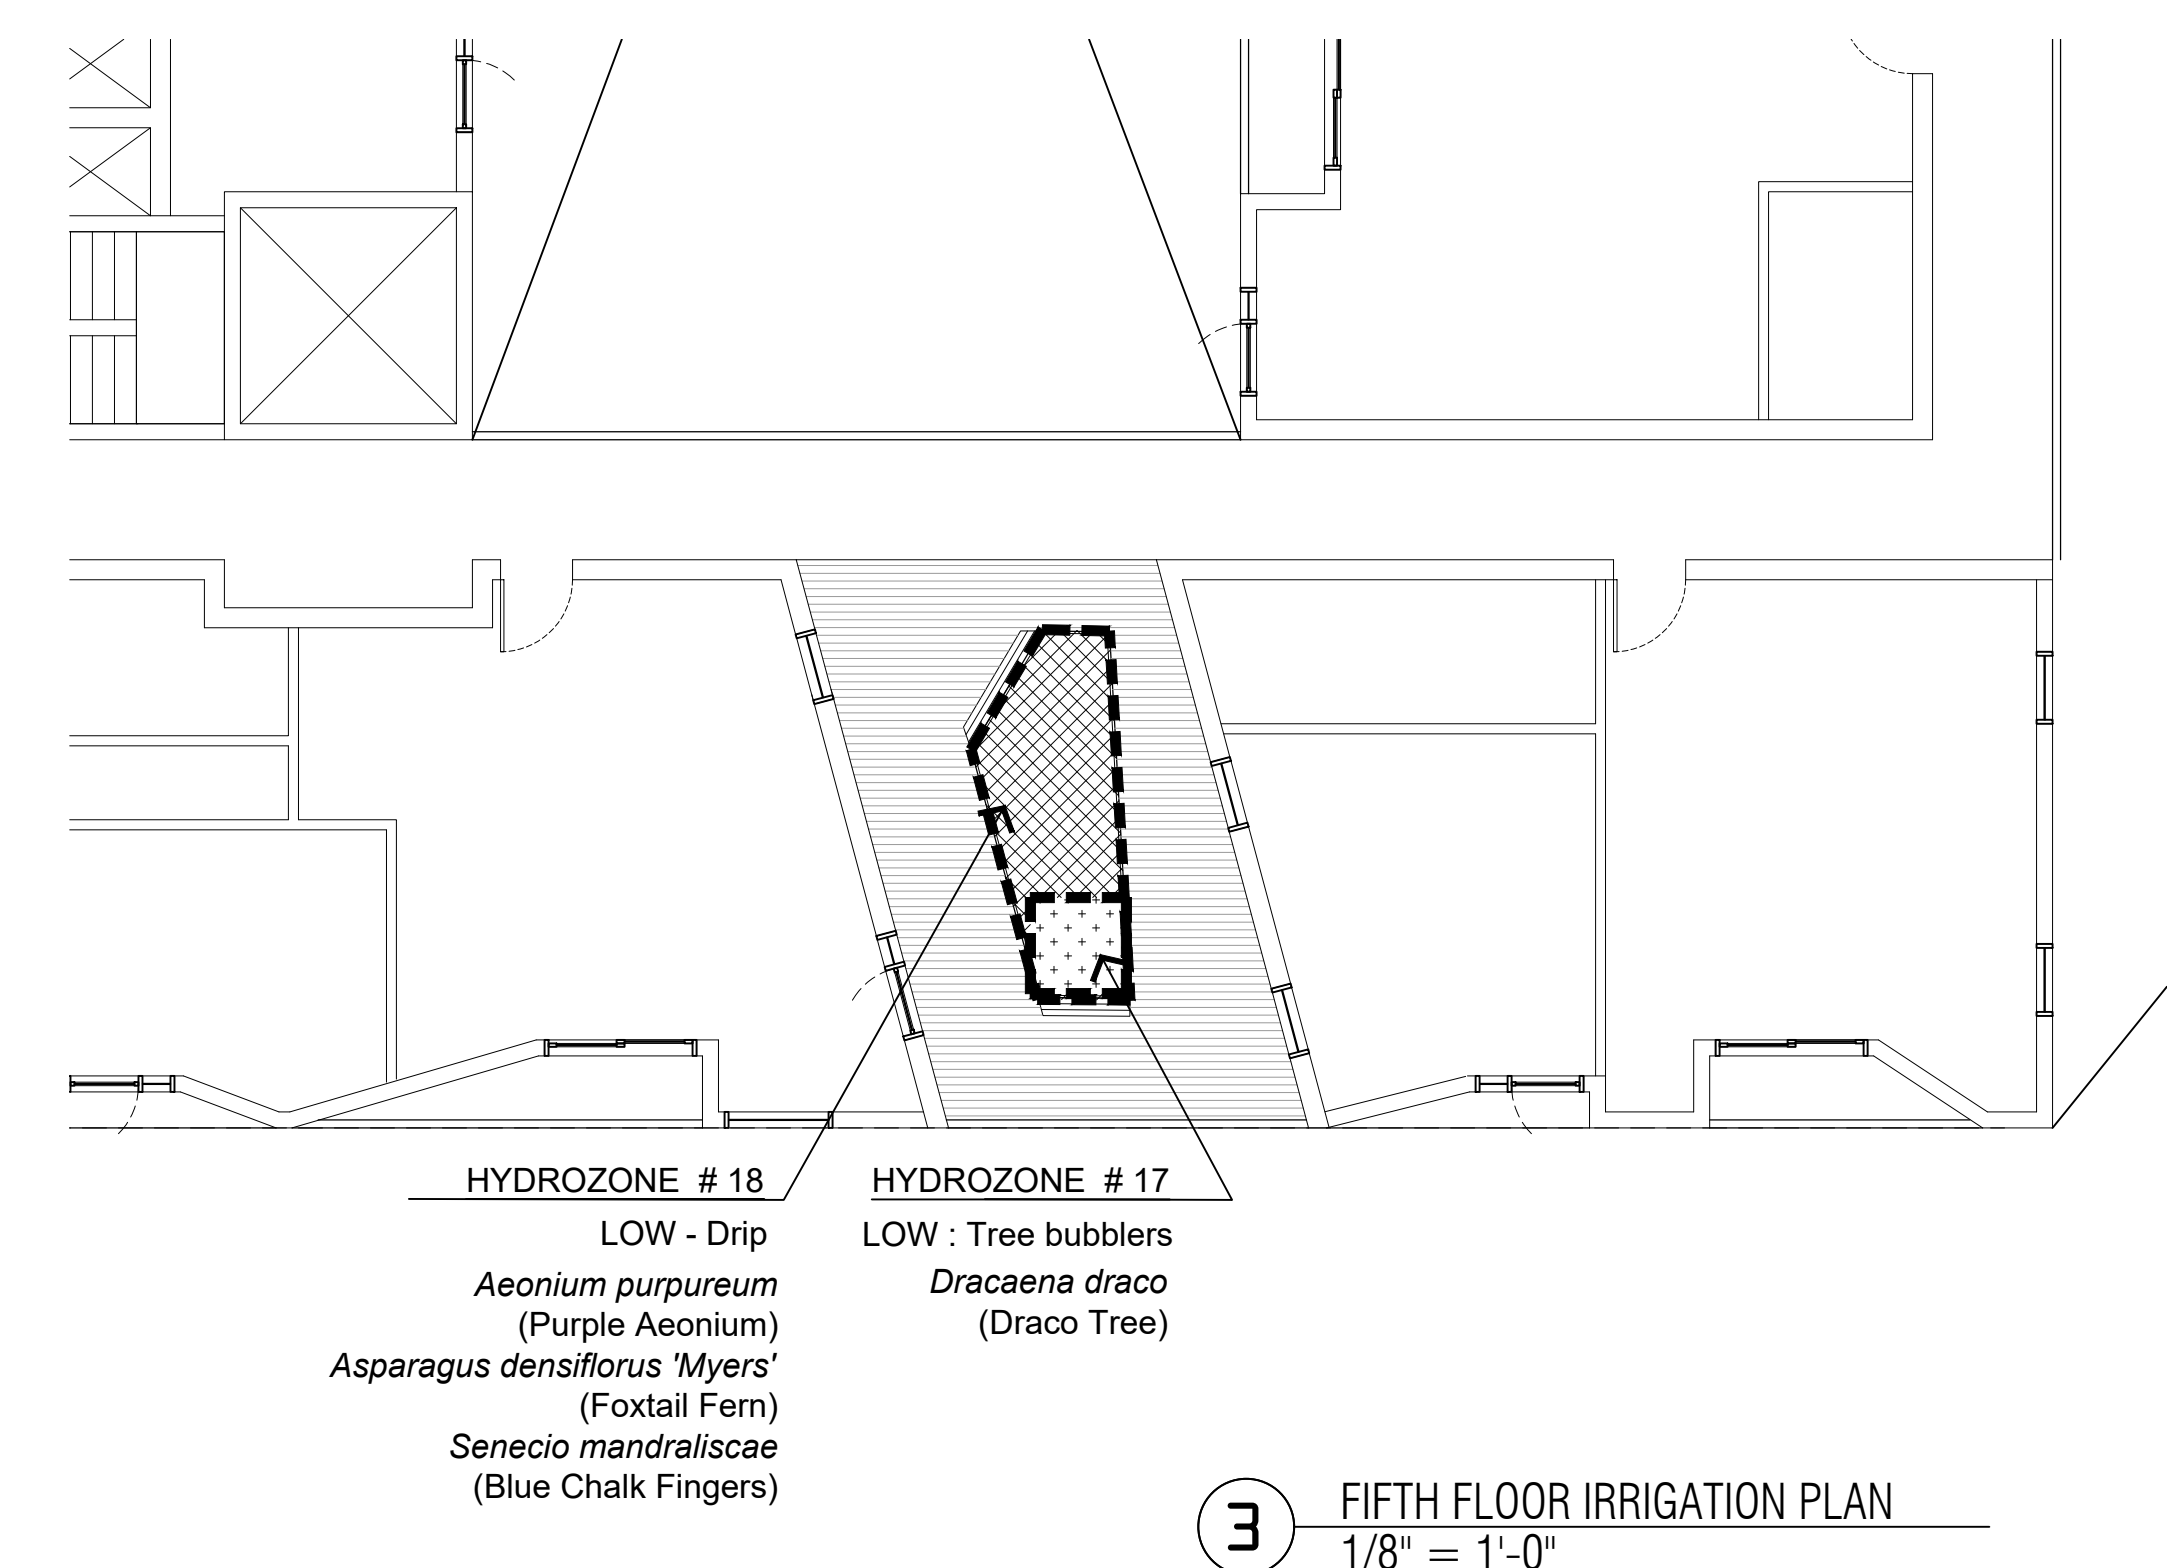 HYDROZONE # 18
LOW - Drip
Aeonium purpureum
(Purple Aeonium)
Asparagus densiflorus 'Myers'
(Foxtail Fern)
Senecio mandraliscae
(Blue Chalk Fingers)
HYDROZONE # 17
LOW : Tree bubblers
Dracaena draco
(Draco Tree)
3
FIFTH FLOOR IRRIGATION PLAN
1/8" = 1'-0"